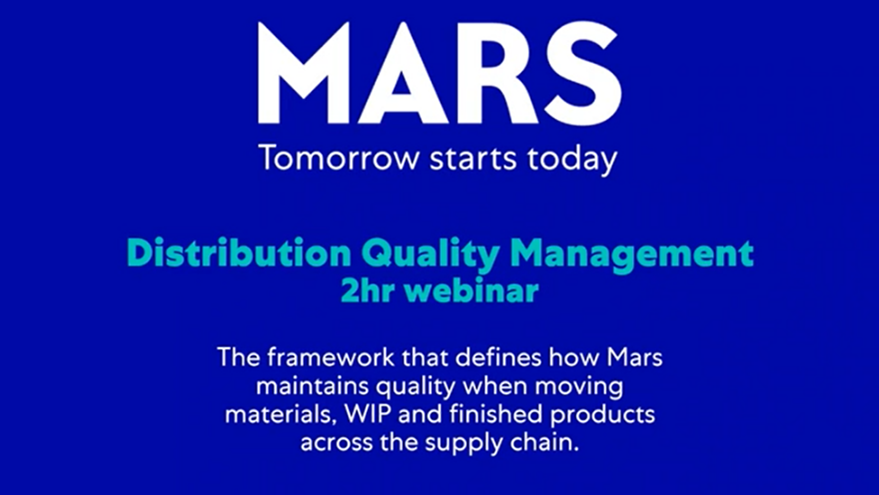 MARS
Tomorrow starts today
Distribution Quality Management
2hr webinar
The framework that defines how Mars
maintains quality when moving
materials, WIP and finished products
across the supply chain.